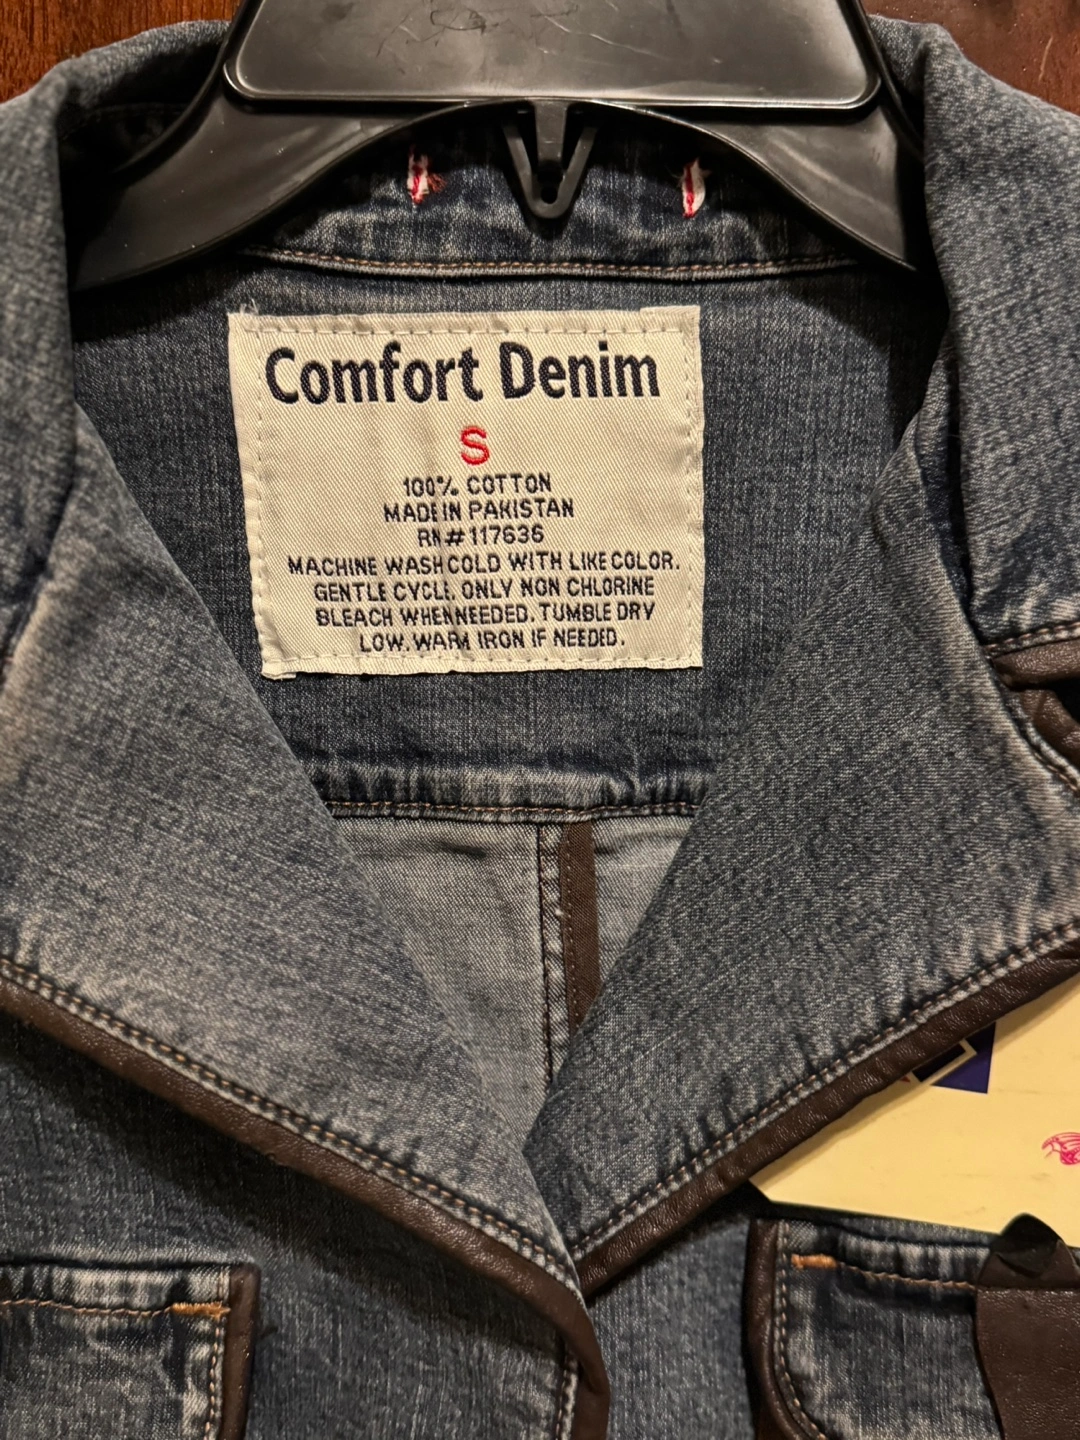 Comfort Denim
S
100% COTTON
MADE IN PAKISTAN
RN#117636
MACHINE WASH COLD WITH LIKE COLOR.
GENTLE CYCLE. ONLY NON CHLORINE
BLEACH WHEN NEEDED. TUMBLE DRY
LOW. WARM IRON IF NEEDED.